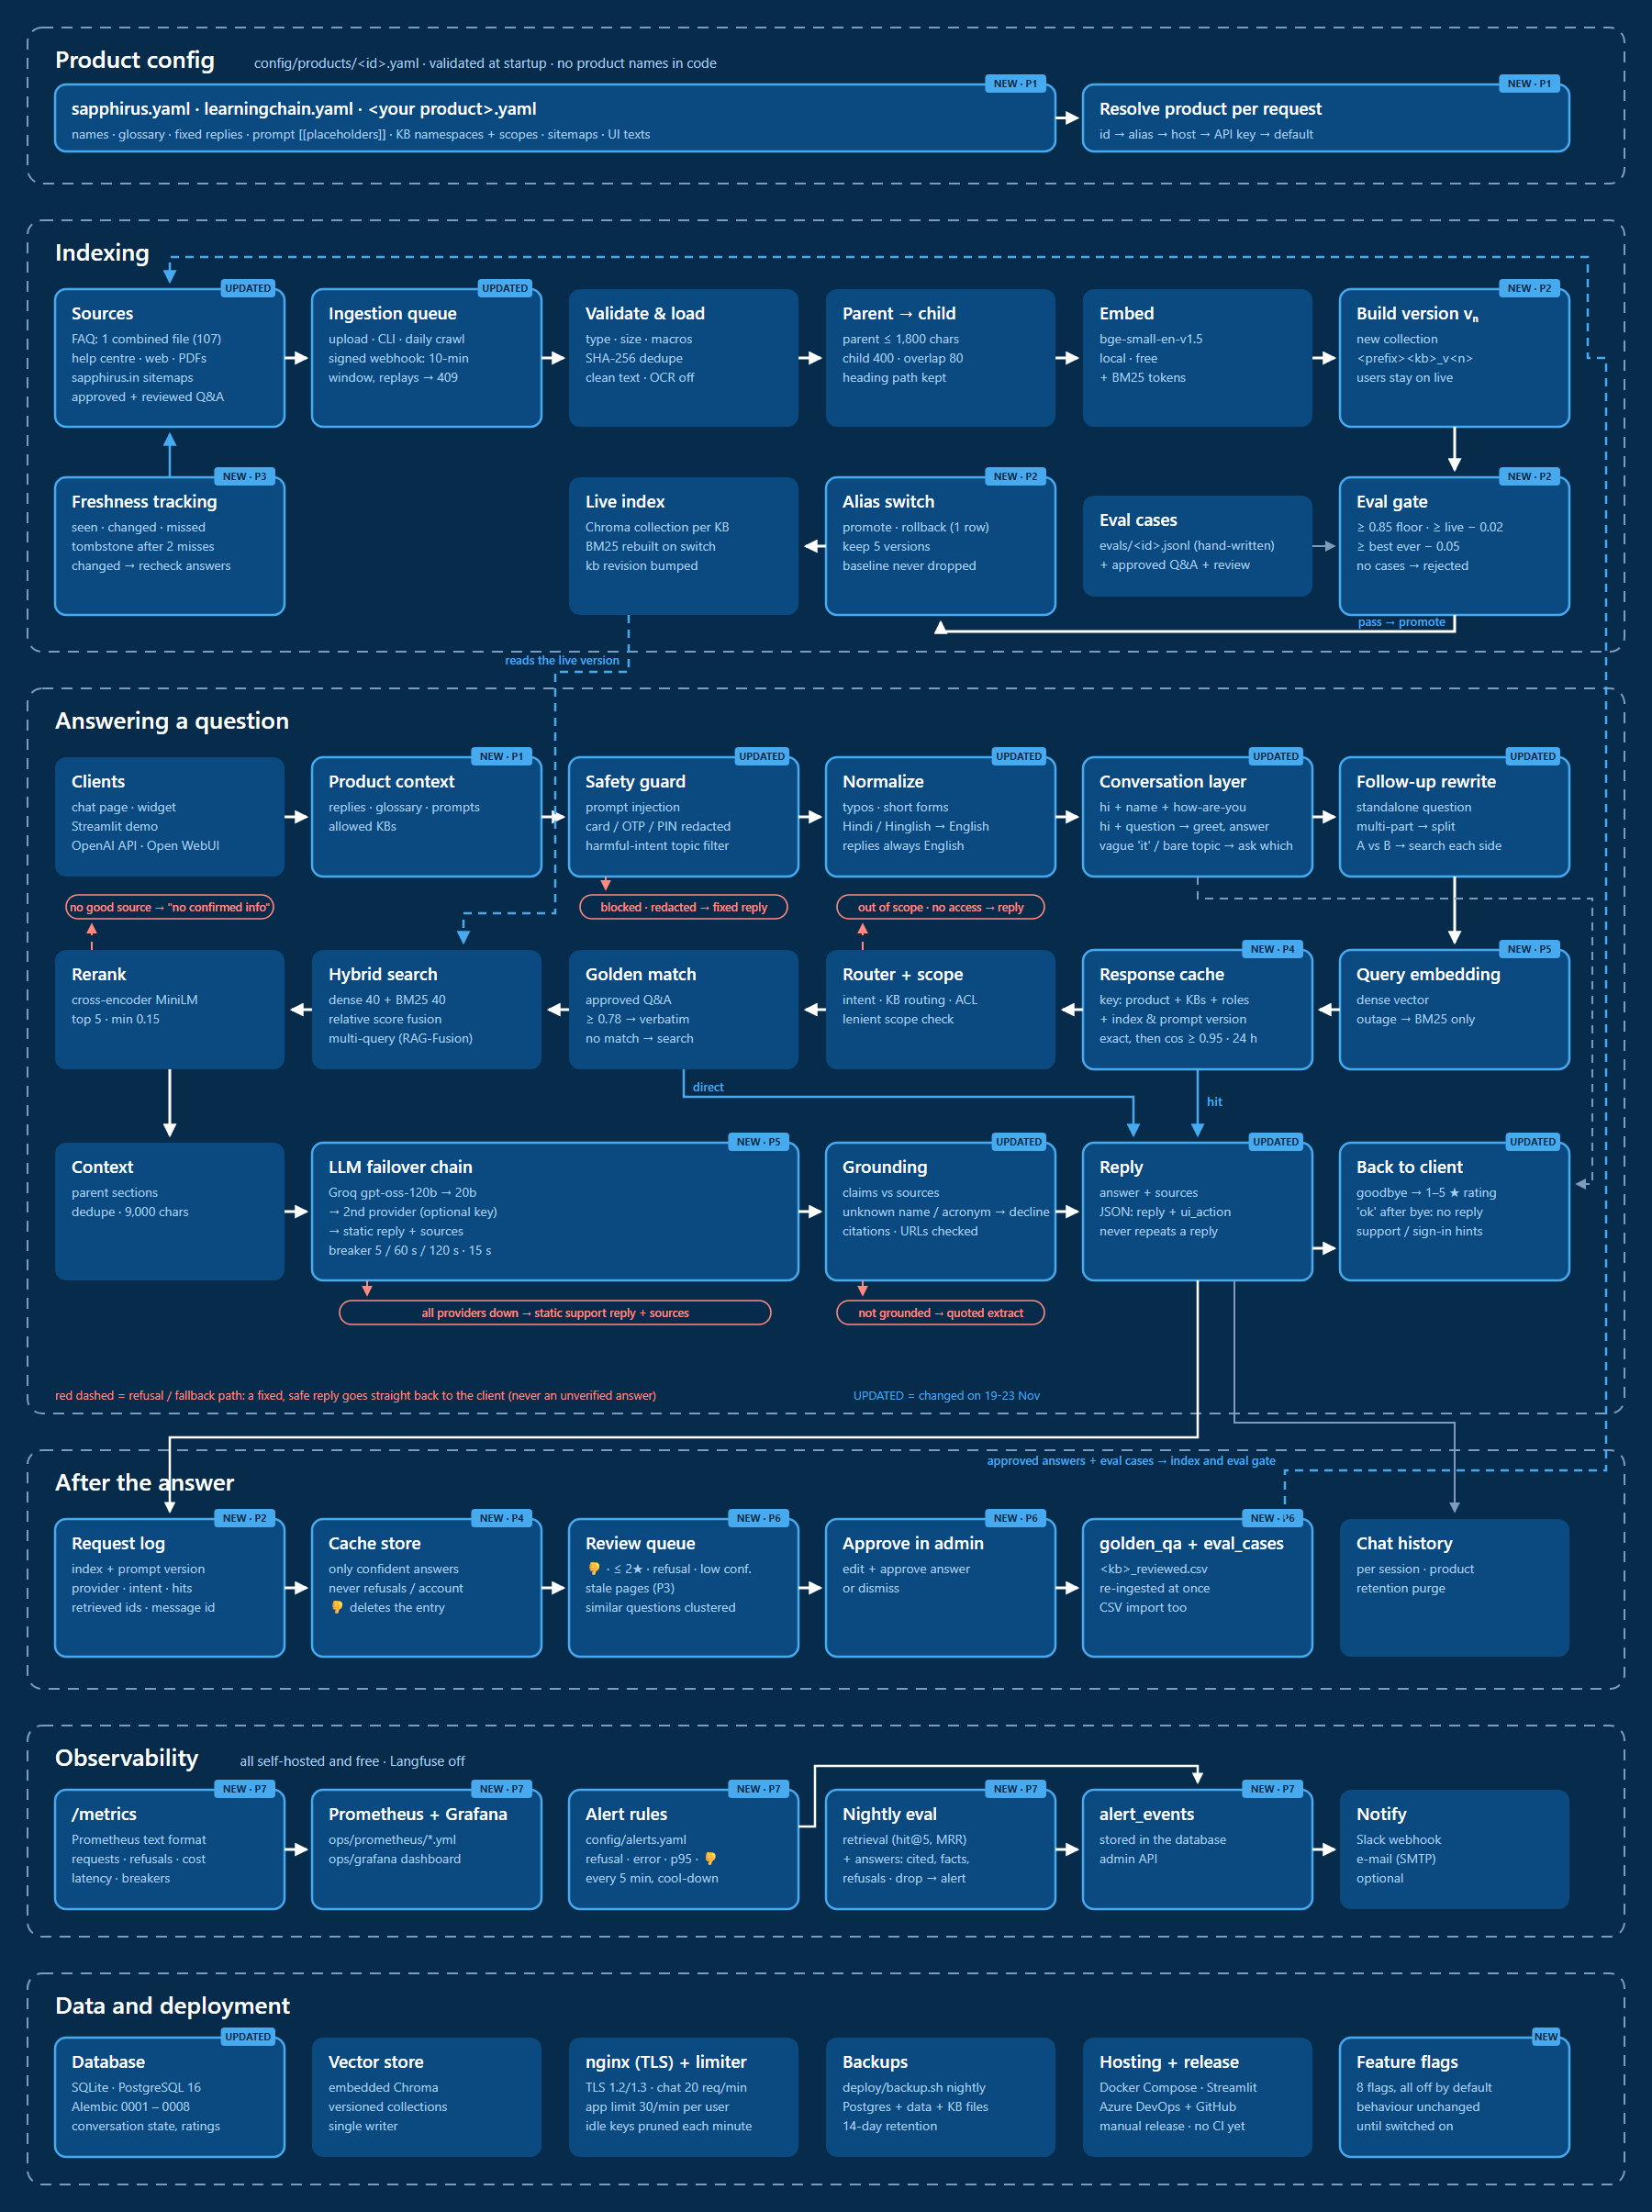 Product config
config/products/<id>.yaml · validated at startup · no product names in code
NEW · P1
sapphirus.yaml · learningchain.yaml · <your product>.yaml
names · glossary · fixed replies · prompt [[placeholders]] · KB namespaces + scopes · sitemaps · UI texts
NEW · P1
Resolve product per request
id → alias → host → API key → default
Indexing
UPDATED
Sources
FAQ: 1 combined file (107)
help centre · web · PDFs
sapphirus.in sitemaps
approved + reviewed Q&A
UPDATED
Ingestion queue
upload · CLI · daily crawl
signed webhook: 10-min
window, replays → 409
Validate & load
type · size · macros
SHA-256 dedupe
clean text · OCR off
Parent → child
parent ≤ 1,800 chars
child 400 · overlap 80
heading path kept
Embed
bge-small-en-v1.5
local · free
+ BM25 tokens
NEW · P2
Build version vn
new collection
<prefix><kb>_v<n>
users stay on live
NEW · P3
Freshness tracking
seen · changed · missed
tombstone after 2 misses
changed → recheck answers
Live index
Chroma collection per KB
BM25 rebuilt on switch
kb revision bumped
NEW · P2
Alias switch
promote · rollback (1 row)
keep 5 versions
baseline never dropped
Eval cases
evals/<id>.jsonl (hand-written)
+ approved Q&A + review
NEW · P2
Eval gate
≥ 0.85 floor · ≥ live − 0.02
≥ best ever − 0.05
no cases → rejected
pass → promote
reads the live version
Answering a question
Clients
chat page · widget
Streamlit demo
OpenAI API · Open WebUI
NEW · P1
Product context
replies · glossary · prompts
allowed KBs
UPDATED
Safety guard
prompt injection
card / OTP / PIN redacted
harmful-intent topic filter
UPDATED
Normalize
typos · short forms
Hindi / Hinglish → English
replies always English
UPDATED
Conversation layer
hi + name + how-are-you
hi + question → greet, answer
vague 'it' / bare topic → ask which
UPDATED
Follow-up rewrite
standalone question
multi-part → split
A vs B → search each side
no good source → "no confirmed info"
blocked · redacted → fixed reply
out of scope · no access → reply
Rerank
cross-encoder MiniLM
top 5 · min 0.15
Hybrid search
dense 40 + BM25 40
relative score fusion
multi-query (RAG-Fusion)
Golden match
approved Q&A
≥ 0.78 → verbatim
no match → search
Router + scope
intent · KB routing · ACL
lenient scope check
NEW · P4
Response cache
key: product + KBs + roles
+ index & prompt version
exact, then cos ≥ 0.95 · 24 h
NEW · P5
Query embedding
dense vector
outage → BM25 only
direct
hit
Context
parent sections
dedupe · 9,000 chars
NEW · P5
LLM failover chain
Groq gpt-oss-120b → 20b
→ 2nd provider (optional key)
→ static reply + sources
breaker 5 / 60 s / 120 s · 15 s
UPDATED
Grounding
claims vs sources
unknown name / acronym → decline
citations · URLs checked
UPDATED
Reply
answer + sources
JSON: reply + ui_action
never repeats a reply
UPDATED
Back to client
goodbye → 1–5 ★ rating
'ok' after bye: no reply
support / sign-in hints
all providers down → static support reply + sources
not grounded → quoted extract
red dashed = refusal / fallback path: a fixed, safe reply goes straight back to the client (never an unverified answer)
UPDATED = changed on 19-23 Nov
After the answer
approved answers + eval cases → index and eval gate
NEW · P2
Request log
index + prompt version
provider · intent · hits
retrieved ids · message id
NEW · P4
Cache store
only confident answers
never refusals / account
👎 deletes the entry
NEW · P6
Review queue
👎 · ≤ 2★ · refusal · low conf.
stale pages (P3)
similar questions clustered
NEW · P6
Approve in admin
edit + approve answer
or dismiss
NEW · P6
golden_qa + eval_cases
<kb>_reviewed.csv
re-ingested at once
CSV import too
Chat history
per session · product
retention purge
Observability
all self-hosted and free · Langfuse off
NEW · P7
/metrics
Prometheus text format
requests · refusals · cost
latency · breakers
NEW · P7
Prometheus + Grafana
ops/prometheus/*.yml
ops/grafana dashboard
NEW · P7
Alert rules
config/alerts.yaml
refusal · error · p95 · 👎
every 5 min, cool-down
NEW · P7
Nightly eval
retrieval (hit@5, MRR)
+ answers: cited, facts,
refusals · drop → alert
NEW · P7
alert_events
stored in the database
admin API
Notify
Slack webhook
e-mail (SMTP)
optional
Data and deployment
UPDATED
Database
SQLite · PostgreSQL 16
Alembic 0001 – 0008
conversation state, ratings
Vector store
embedded Chroma
versioned collections
single writer
nginx (TLS) + limiter
TLS 1.2/1.3 · chat 20 req/min
app limit 30/min per user
idle keys pruned each minute
Backups
deploy/backup.sh nightly
Postgres + data + KB files
14-day retention
Hosting + release
Docker Compose · Streamlit
Azure DevOps + GitHub
manual release · no CI yet
NEW
Feature flags
8 flags, all off by default
behaviour unchanged
until switched on